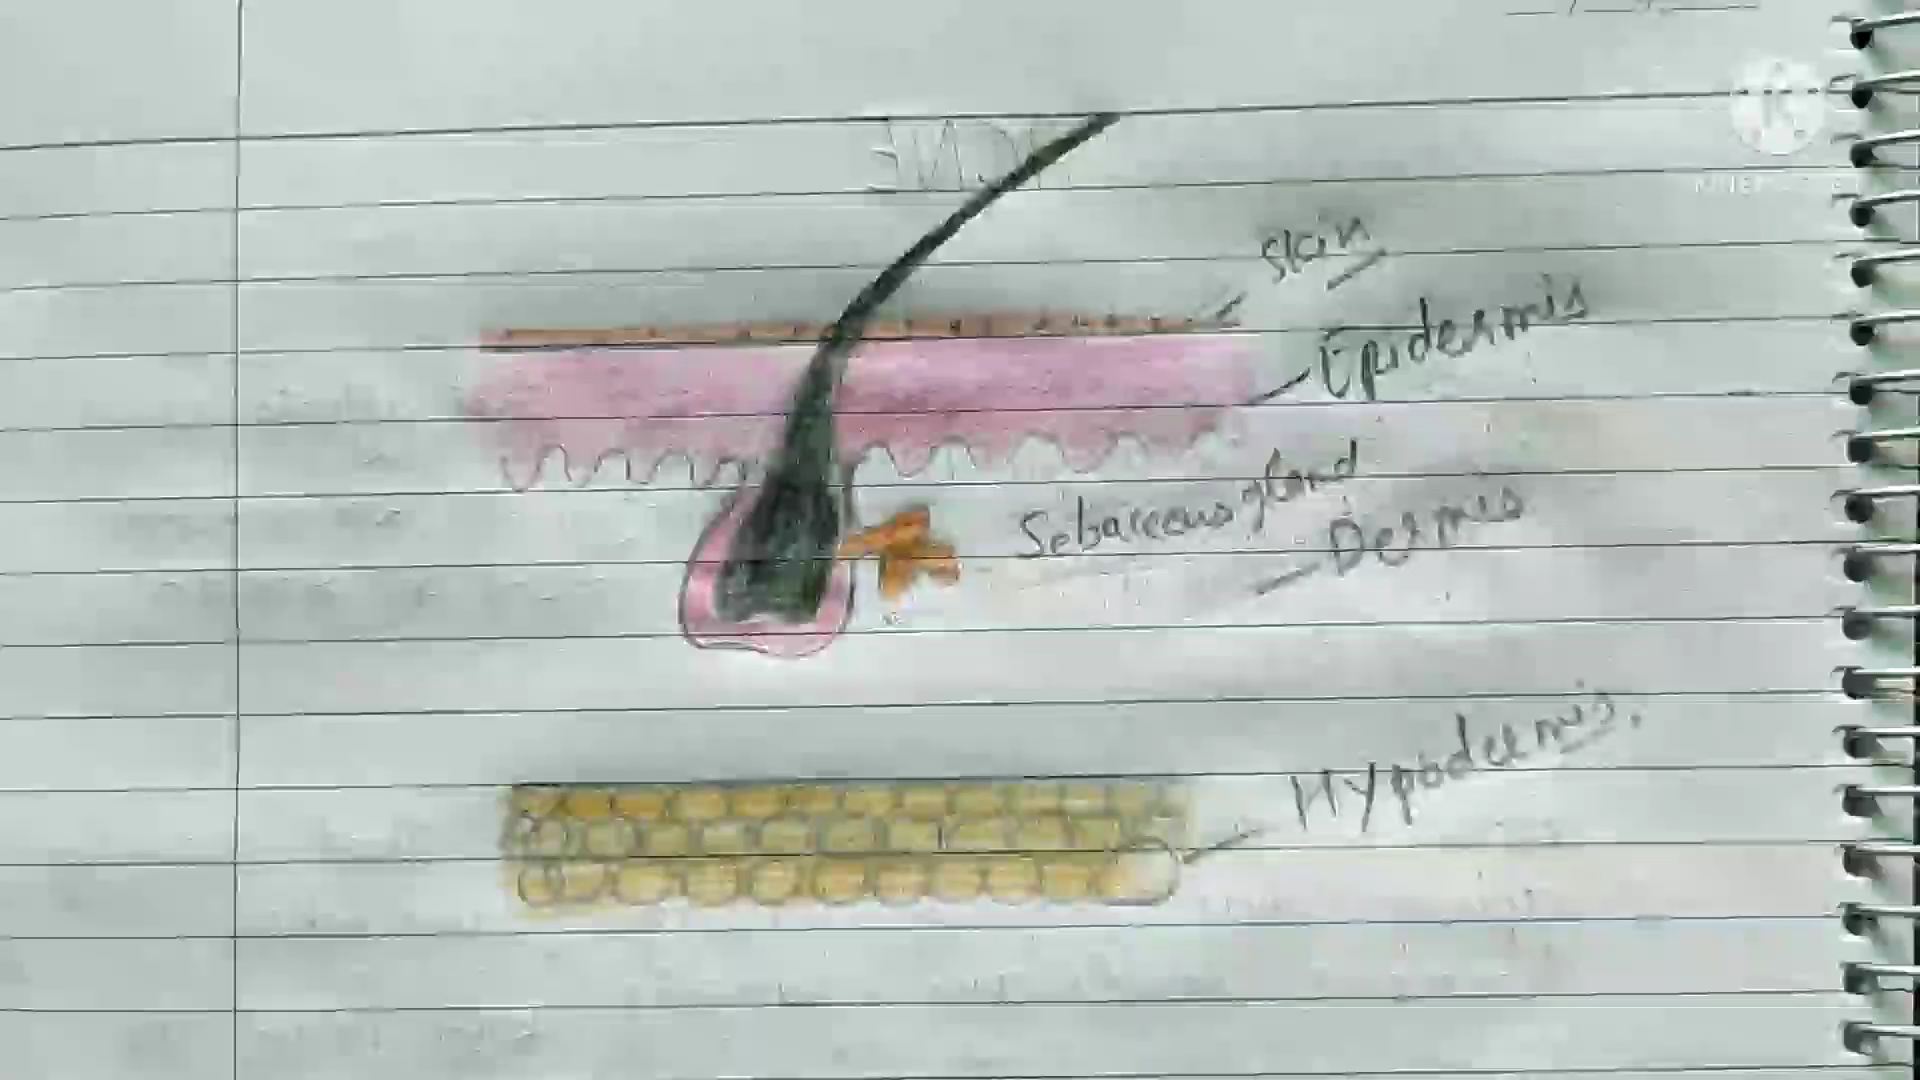 Skin
Epidermis
Sebaceous gland
Dermis
Hypodermis.